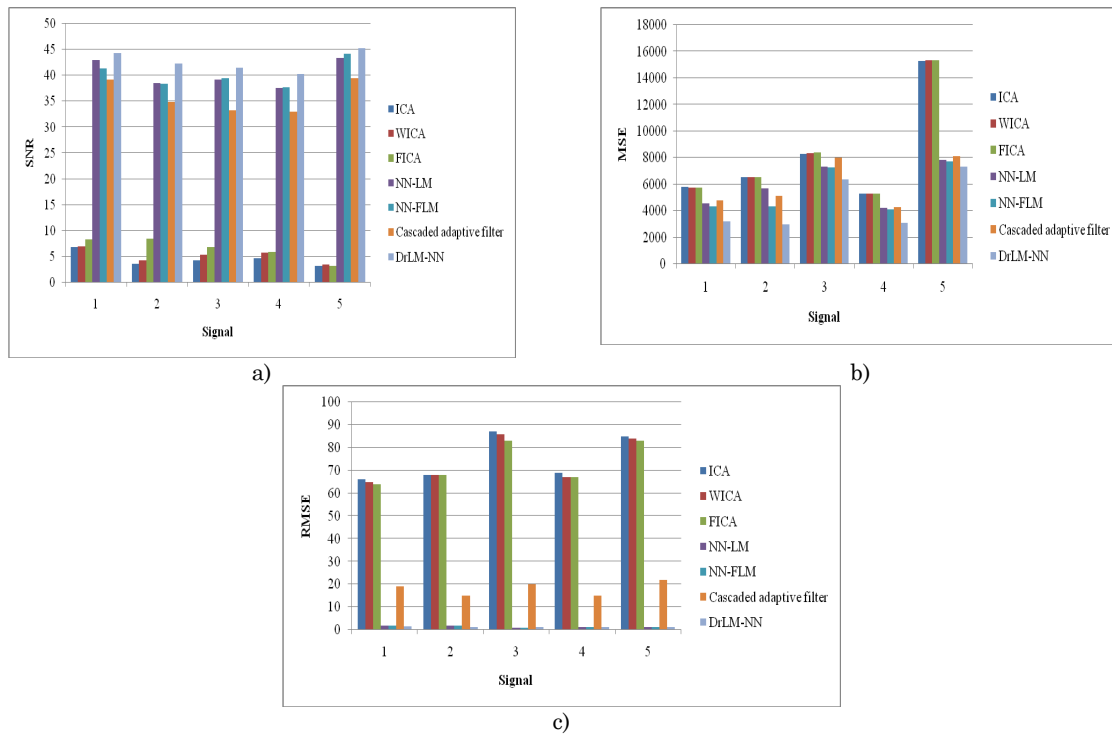 50
45
40
35
30
25
20
15
10
5
0
SNR
1 2 3 4 5
Signal
ICA
WICA
FICA
NN-LM
NN-FLM
Cascaded adaptive filter
DrLM-NN
a)
18000
16000
14000
12000
10000
8000
6000
4000
2000
0
MSE
1 2 3 4 5
Signal
ICA
WICA
FICA
NN-LM
NN-FLM
Cascaded adaptive filter
DrLM-NN
b)
100
90
80
70
60
50
40
30
20
10
0
RMSE
1 2 3 4 5
Signal
ICA
WICA
FICA
NN-LM
NN-FLM
Cascaded adaptive filter
DrLM-NN
c)